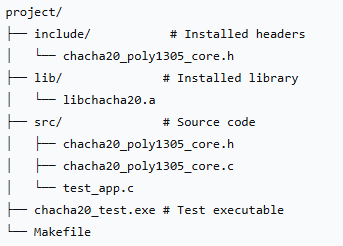 project/
├── include/           # Installed headers
│   └── chacha20_poly1305_core.h
├── lib/               # Installed library
│   └── libchacha20.a
├── src/               # Source code
│   ├── chacha20_poly1305_core.h
│   ├── chacha20_poly1305_core.c
│   └── test_app.c
├── chacha20_test.exe # Test executable
└── Makefile